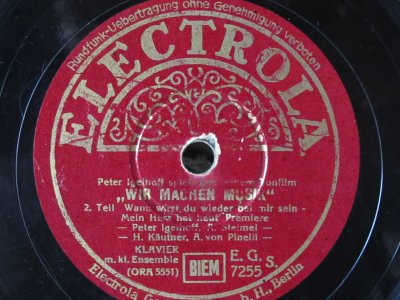 Rundfunk-Uebertragung ohne Genehmigung verboten
ELECTROLA
Peter Igelhoff spielt aus seinem Tonfilm
„WIR MACHEN MUSIK“
2. Teil Wann wirst du wieder bei mir sein -
Mein Herz hat heut' Premiere
— Peter Igelhoff, A. Steimel —
H. Käutner, A. von Pinelli
KLAVIER
m. kl. Ensemble
(ORA 5551)
BIEM
E. G. S.
7255
Electrola G b. H., Berlin